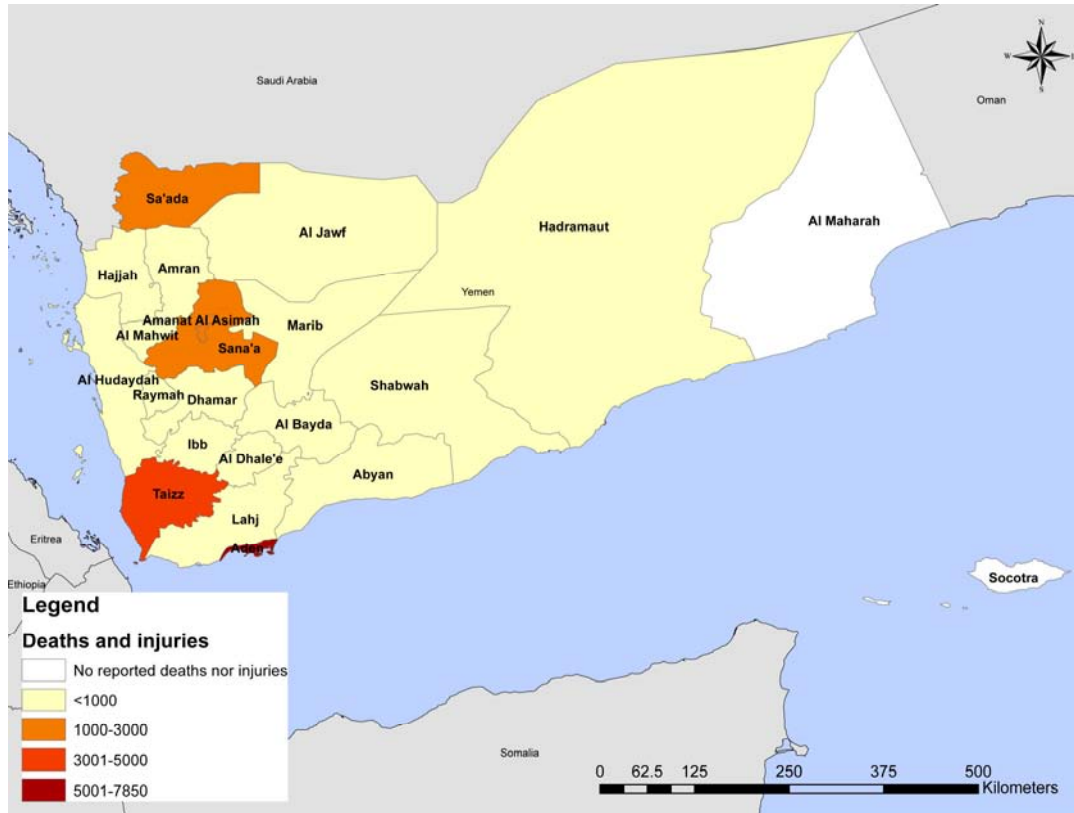 N
W
E
S
Saudi Arabia
Oman
Sa'ada
Al Jawf
Hadramaut
Al Maharah
Hajjah
Amran
Yemen
Amanat Al Asimah
Marib
Al Mahwit
Sana'a
Al Hudaydah
Raymah
Dhamar
Shabwah
Al Bayda
Ibb
Al Dhale'e
Abyan
Taizz
Lahj
Aden
Eritrea
Ethiopia
Socotra
Somalia
Legend
Deaths and injuries
No reported deaths nor injuries
<1000
1000-3000
3001-5000
5001-7850
0 62.5 125 250 375 500
Kilometers